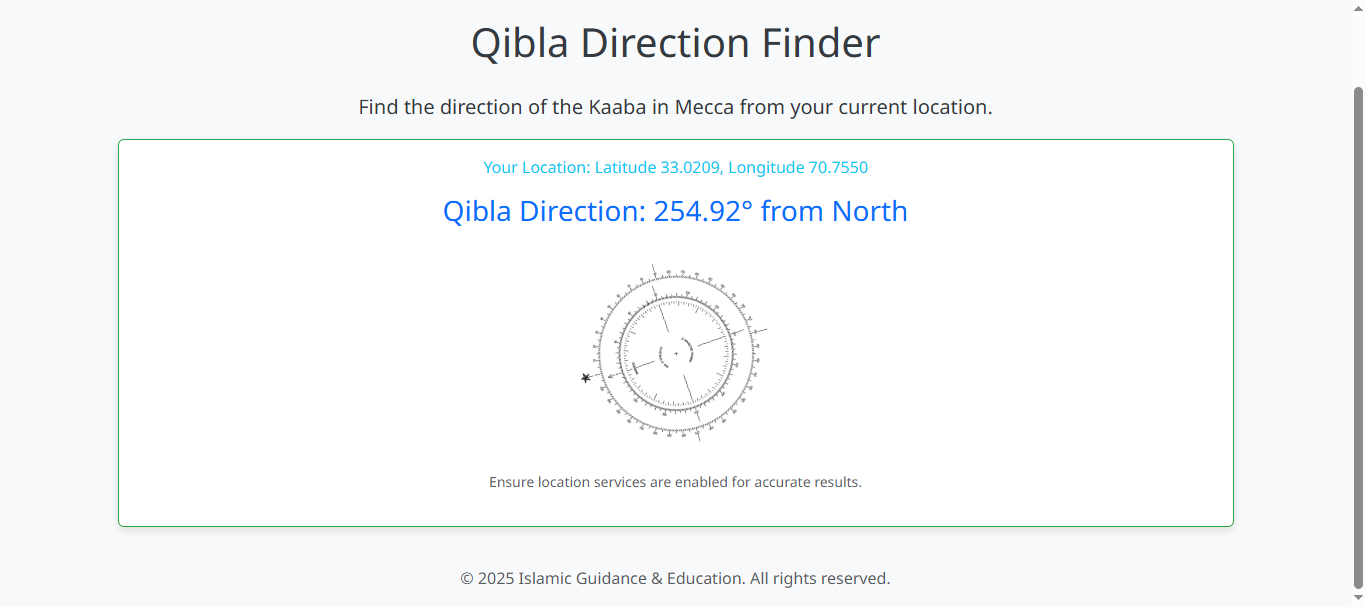 Qibla Direction Finder
Find the direction of the Kaaba in Mecca from your current location.
Your Location: Latitude 33.0209, Longitude 70.7550
Qibla Direction: 254.92° from North
Ensure location services are enabled for accurate results.
© 2025 Islamic Guidance & Education. All rights reserved.